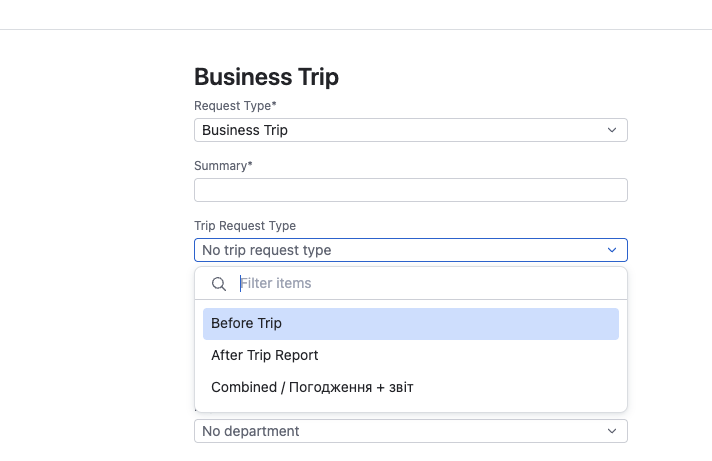 Business Trip
Request Type*
Business Trip
Summary*
Trip Request Type
No trip request type
Filter items
Before Trip
After Trip Report
Combined / Погодження + звіт
No department